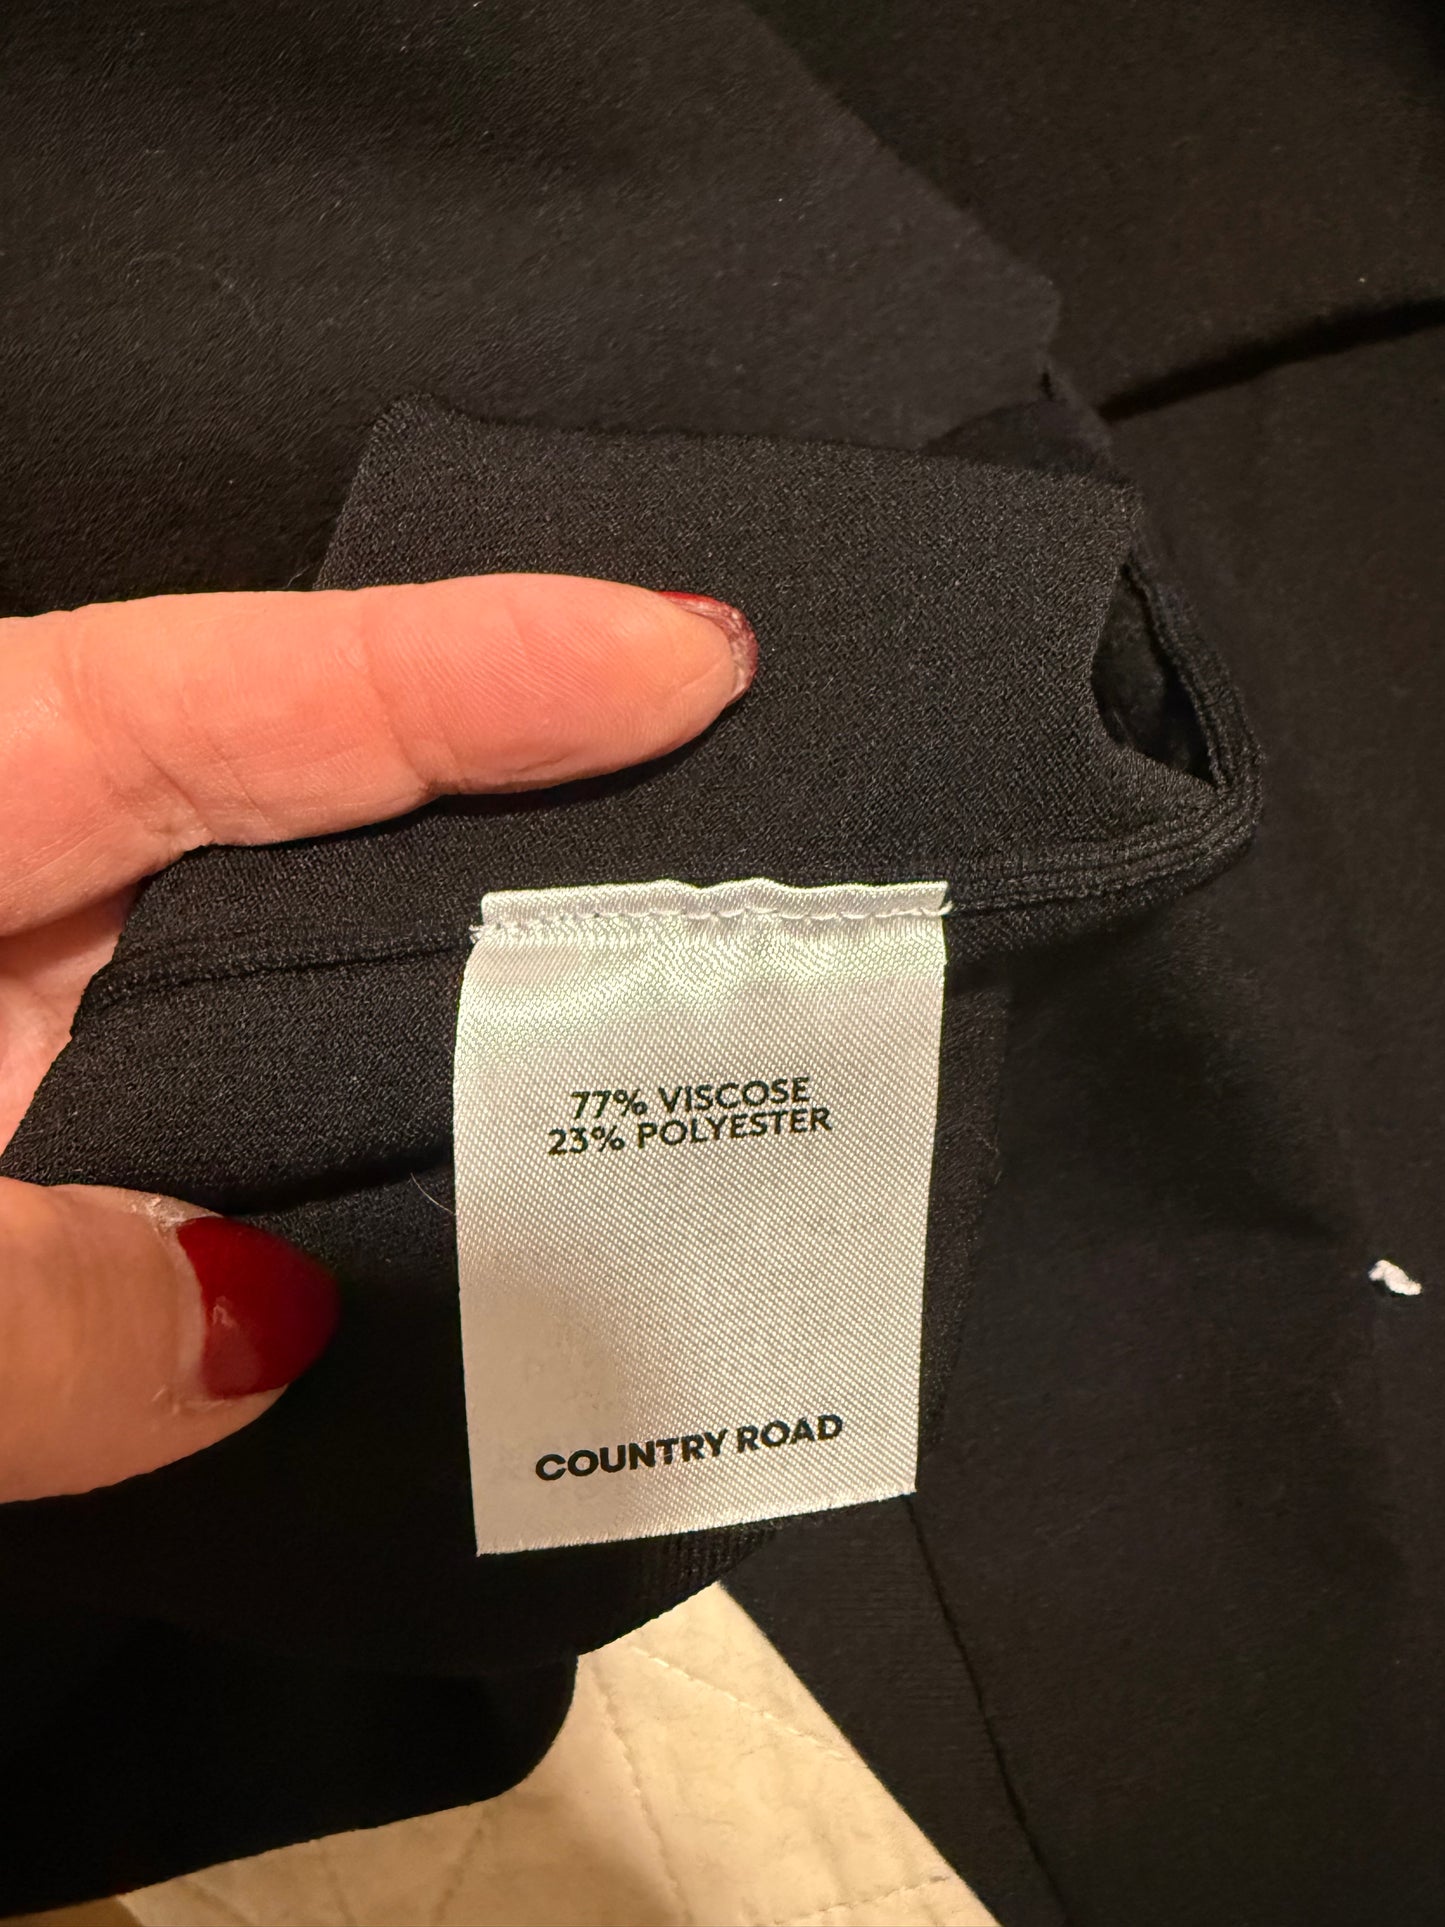 77% VISCOSE
23% POLYESTER
COUNTRY ROAD